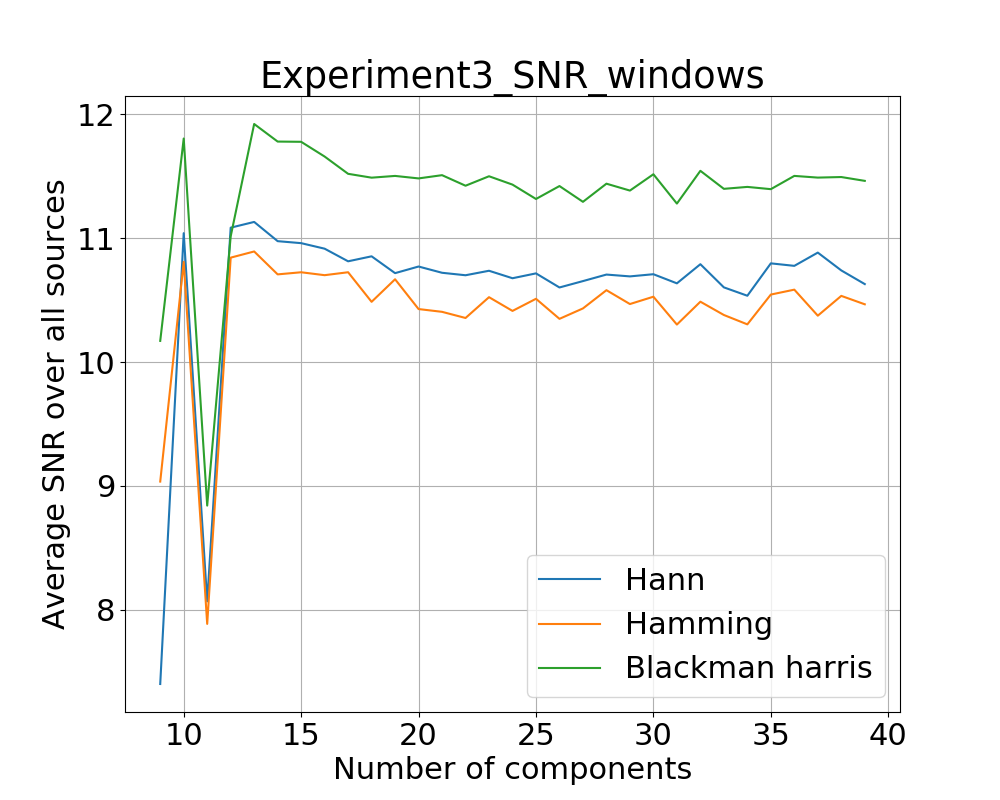 Experiment3_SNR_windows
Average SNR over all sources
12
11
10
9
8
Hann
Hamming
Blackman harris
10 15 20 25 30 35 40
Number of components